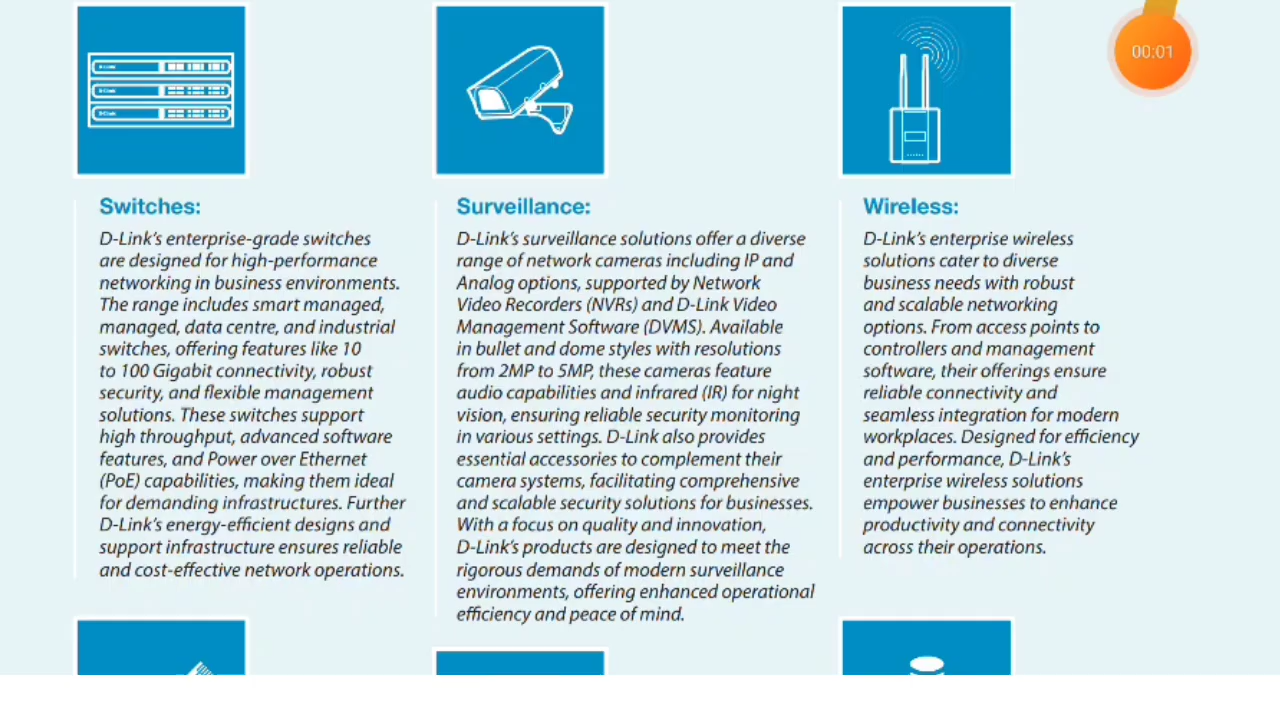 00:01
D-Link
D-Link
D-Link
Switches:
D-Link's enterprise-grade switches
are designed for high-performance
networking in business environments.
The range includes smart managed,
managed, data centre, and industrial
switches, offering features like 10
to 100 Gigabit connectivity, robust
security, and flexible management
solutions. These switches support
high throughput, advanced software
features, and Power over Ethernet
(PoE) capabilities, making them ideal
for demanding infrastructures. Further
D-Link's energy-efficient designs and
support infrastructure ensures reliable
and cost-effective network operations.
Surveillance:
D-Link's surveillance solutions offer a diverse
range of network cameras including IP and
Analog options, supported by Network
Video Recorders (NVRs) and D-Link Video
Management Software (DVMS). Available
in bullet and dome styles with resolutions
from 2MP to 5MP, these cameras feature
audio capabilities and infrared (IR) for night
vision, ensuring reliable security monitoring
in various settings. D-Link also provides
essential accessories to complement their
camera systems, facilitating comprehensive
and scalable security solutions for businesses.
With a focus on quality and innovation,
D-Link's products are designed to meet the
rigorous demands of modern surveillance
environments, offering enhanced operational
efficiency and peace of mind.
Wireless:
D-Link's enterprise wireless
solutions cater to diverse
business needs with robust
and scalable networking
options. From access points to
controllers and management
software, their offerings ensure
reliable connectivity and
seamless integration for modern
workplaces. Designed for efficiency
and performance, D-Link's
enterprise wireless solutions
empower businesses to enhance
productivity and connectivity
across their operations.